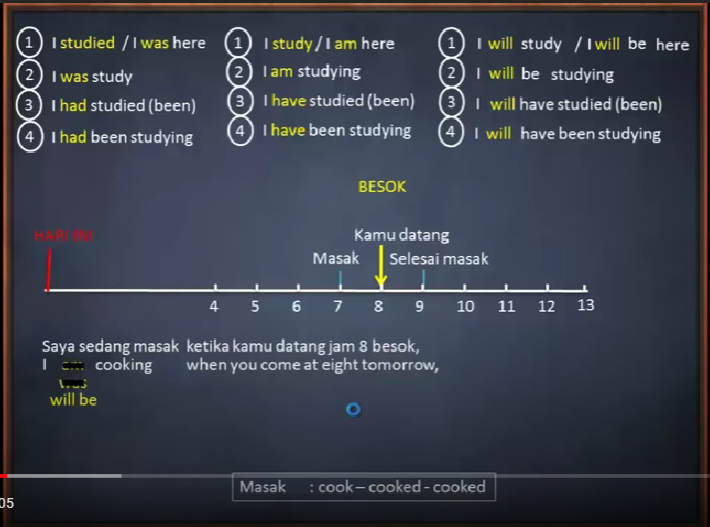 1 I studied / I was here
2 I was study
3 I had studied (been)
4 I had been studying
1 I study / I am here
2 I am studying
3 I have studied (been)
4 I have been studying
1 I will study / I will be here
2 I will be studying
3 I will have studied (been)
4 I will have been studying
BESOK
HARI INI
Kamu datang
Masak Selesai masak
4 5 6 7 8 9 10 11 12 13
Saya sedang masak ketika kamu datang jam 8 besok,
I am cooking when you come at eight tomorrow,
was
will be
Masak : cook – cooked - cooked
05